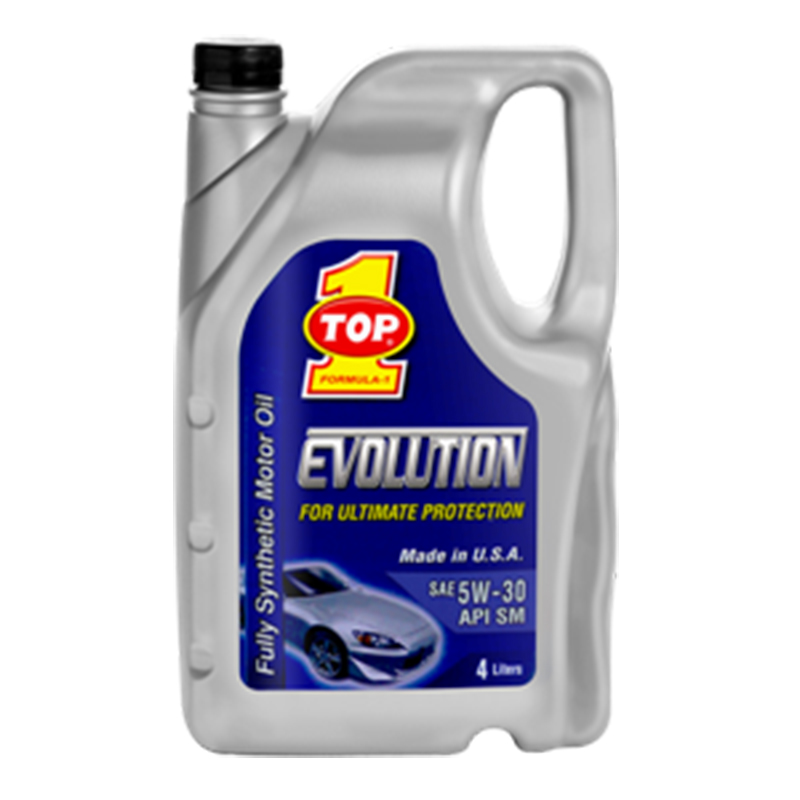 1
TOP®
FORMULA-1
EVOLUTION
FOR ULTIMATE PROTECTION
Made in U.S.A.
SAE 5W-30
API SM
4 Liters
Fully Synthetic Motor Oil